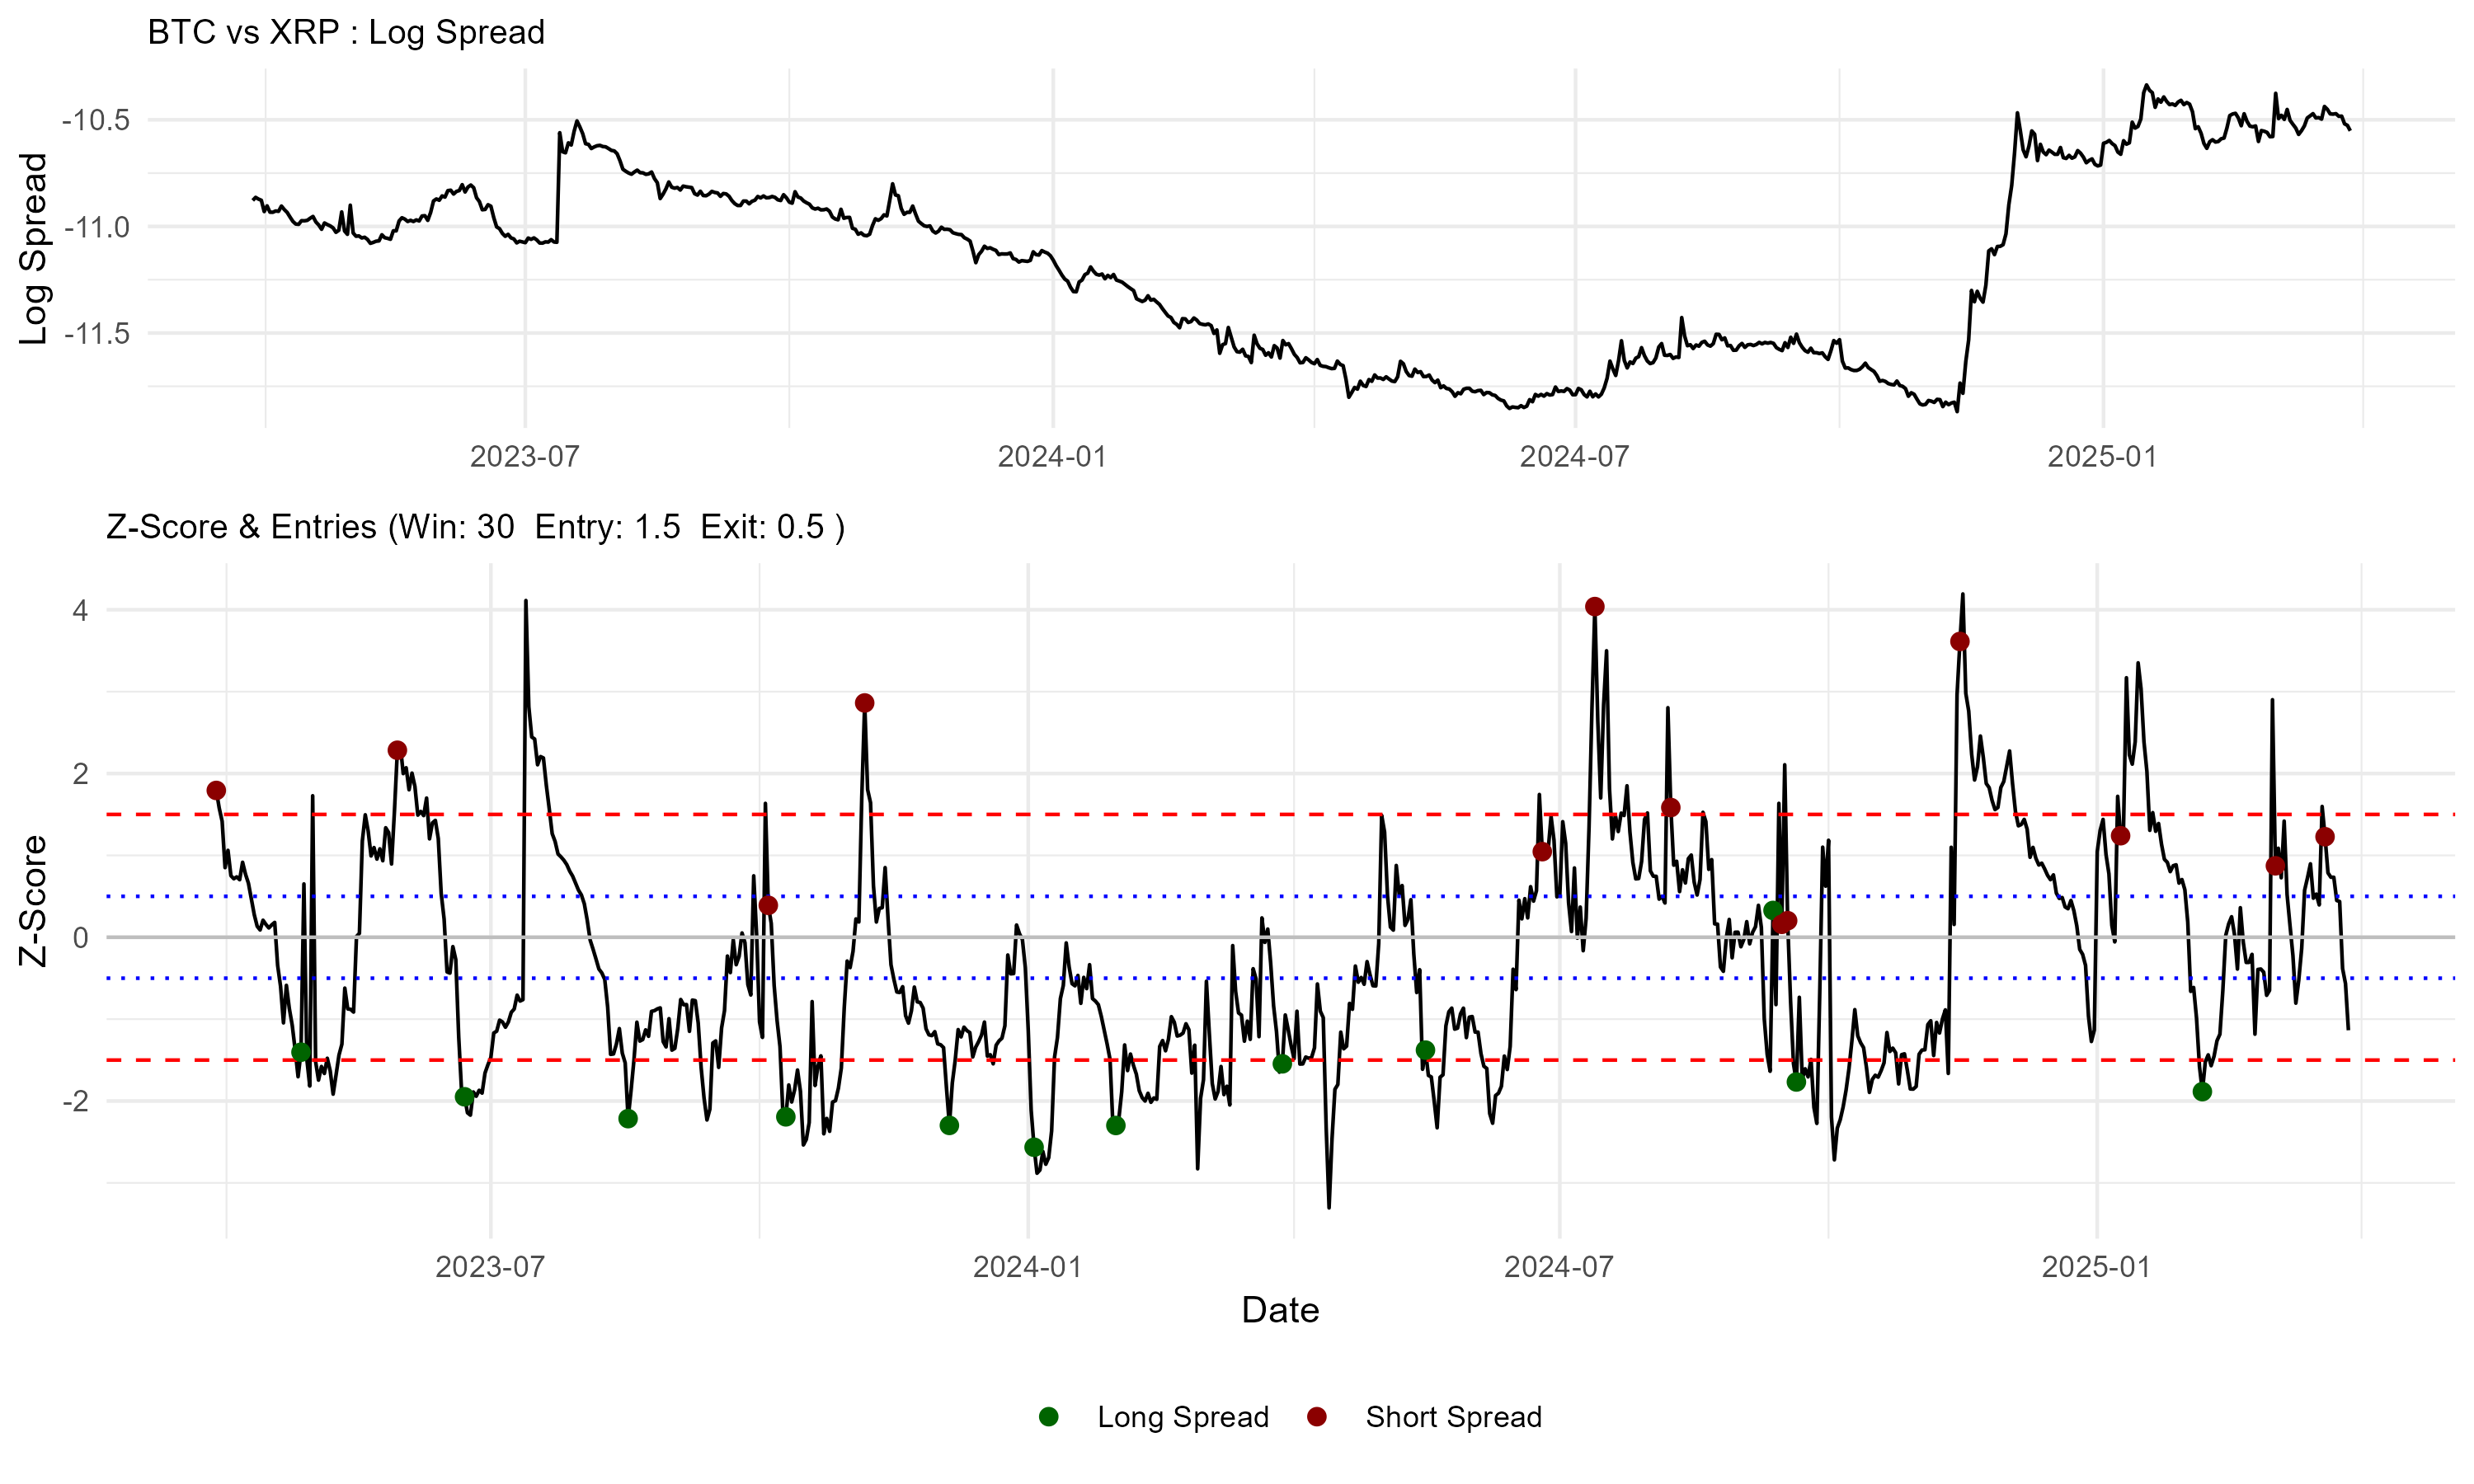 BTC vs XRP : Log Spread
Log Spread
-10.5
-11.0
-11.5
2023-07 2024-01 2024-07 2025-01
Z-Score & Entries (Win: 30  Entry: 1.5  Exit: 0.5 )
Z-Score
4
2
0
-2
2023-07 2024-01 2024-07 2025-01
Date
Long Spread Short Spread